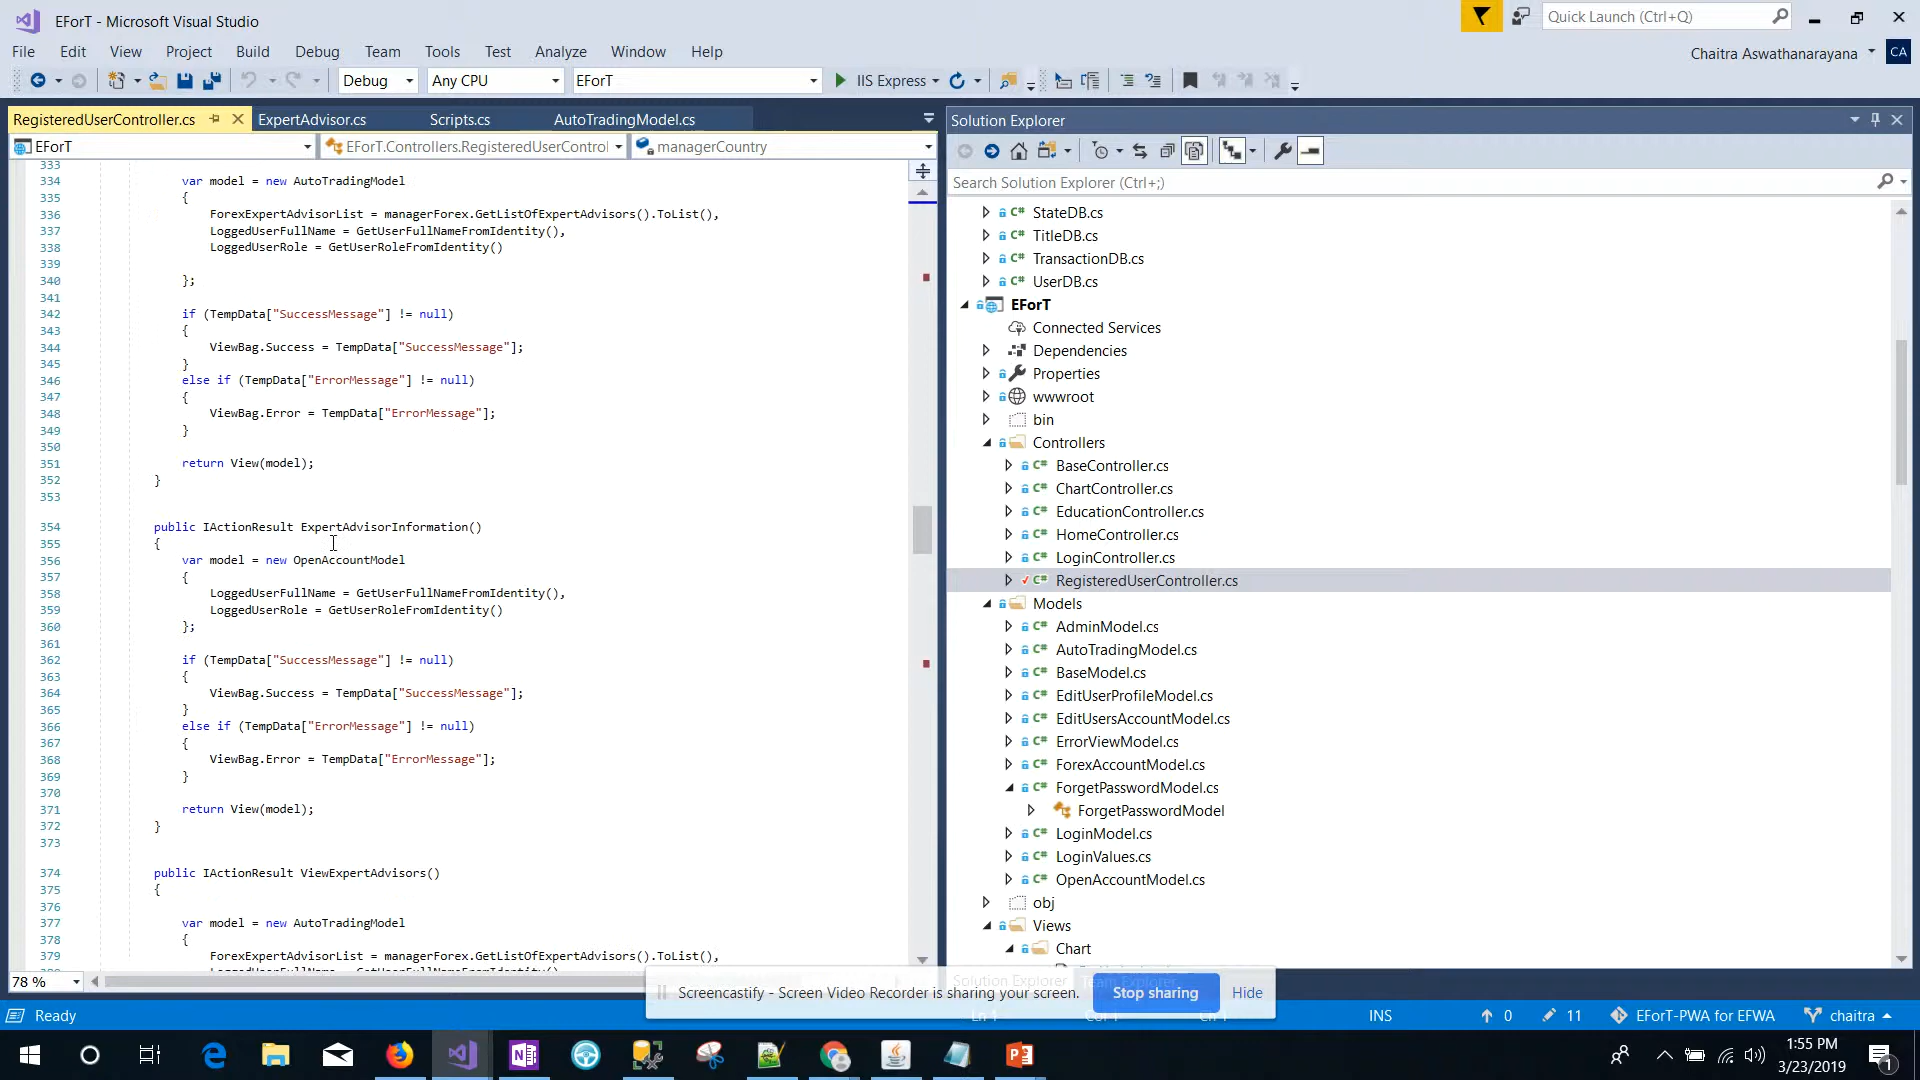 EForT - Microsoft Visual Studio
Quick Launch (Ctrl+Q)
File Edit View Project Build Debug Team Tools Test Analyze Window Help
Chaitra Aswathanarayana CA
Debug Any CPU EForT IIS Express
RegisteredUserController.cs ExpertAdvisor.cs Scripts.cs AutoTradingModel.cs
EForT EForT.Controllers.RegisteredUserControl managerCountry
333
334 var model = new AutoTradingModel
335 {
336 ForexExpertAdvisorList = managerForex.GetListOfExpertAdvisors().ToList(),
337 LoggedUserFullName = GetUserFullNameFromIdentity(),
338 LoggedUserRole = GetUserRoleFromIdentity()
339
340 };
341
342 if (TempData["SuccessMessage"] != null)
343 {
344 ViewBag.Success = TempData["SuccessMessage"];
345 }
346 else if (TempData["ErrorMessage"] != null)
347 {
348 ViewBag.Error = TempData["ErrorMessage"];
349 }
350
351 return View(model);
352 }
353
354 public IActionResult ExpertAdvisorInformation()
355 {
356 var model = new OpenAccountModel
357 {
358 LoggedUserFullName = GetUserFullNameFromIdentity(),
359 LoggedUserRole = GetUserRoleFromIdentity()
360 };
361
362 if (TempData["SuccessMessage"] != null)
363 {
364 ViewBag.Success = TempData["SuccessMessage"];
365 }
366 else if (TempData["ErrorMessage"] != null)
367 {
368 ViewBag.Error = TempData["ErrorMessage"];
369 }
370
371 return View(model);
372 }
373
374 public IActionResult ViewExpertAdvisors()
375 {
376
377 var model = new AutoTradingModel
378 {
379 ForexExpertAdvisorList = managerForex.GetListOfExpertAdvisors().ToList(),
78 %
Solution Explorer
Search Solution Explorer (Ctrl+;)
C# StateDB.cs
C# TitleDB.cs
C# TransactionDB.cs
C# UserDB.cs
EForT
Connected Services
Dependencies
Properties
wwwroot
bin
Controllers
C# BaseController.cs
C# ChartController.cs
C# EducationController.cs
C# HomeController.cs
C# LoginController.cs
C# RegisteredUserController.cs
Models
C# AdminModel.cs
C# AutoTradingModel.cs
C# BaseModel.cs
C# EditUserProfileModel.cs
C# EditUsersAccountModel.cs
C# ErrorViewModel.cs
C# ForexAccountModel.cs
C# ForgetPasswordModel.cs
ForgetPasswordModel
C# LoginModel.cs
C# LoginValues.cs
C# OpenAccountModel.cs
obj
Views
Chart
Solution Explorer Team Explorer
Screencastify - Screen Video Recorder is sharing your screen. Stop sharing Hide
Ready INS 0 11 EForT-PWA for EFWA chaitra
1:55 PM
3/23/2019
1